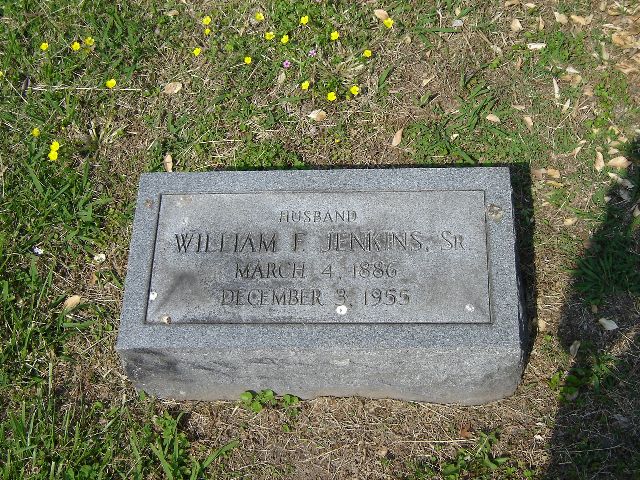 HUSBAND
WILLIAM F. JENKINS, SR.
MARCH 4, 1886
DECEMBER 3, 1955